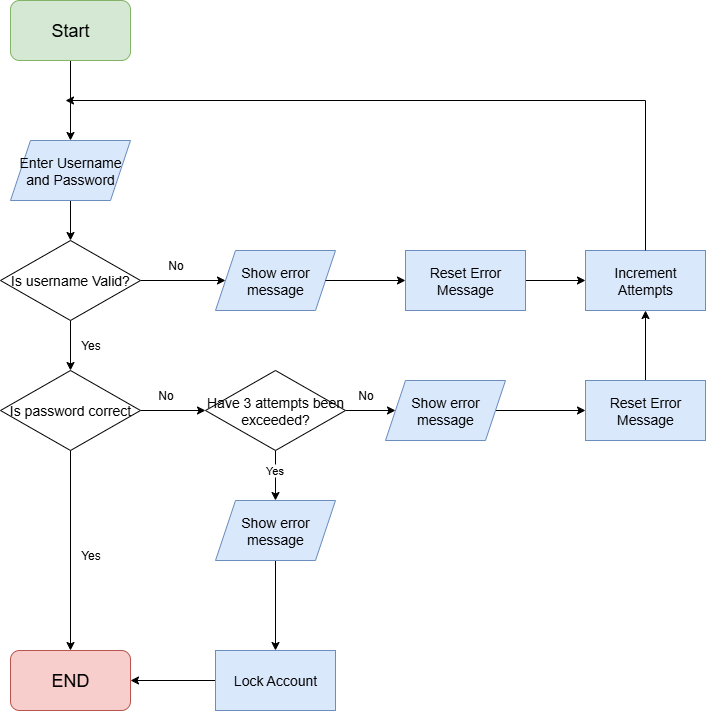 Start
Enter Username
and Password
Is username Valid?
No
Show error
message
Reset Error
Message
Increment
Attempts
Yes
Is password correct
No
Have 3 attempts been
exceeded?
No
Show error
message
Reset Error
Message
Yes
Show error
message
Yes
END
Lock Account